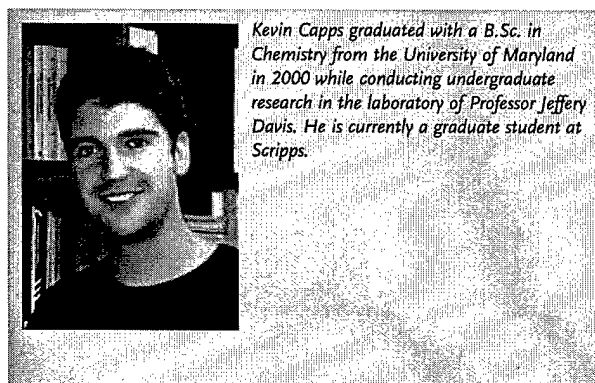 Kevin Capps graduated with a B.Sc. in
Chemistry from the University of Maryland
in 2000 while conducting undergraduate
research in the laboratory of Professor Jeffery
Davis. He is currently a graduate student at
Scripps.